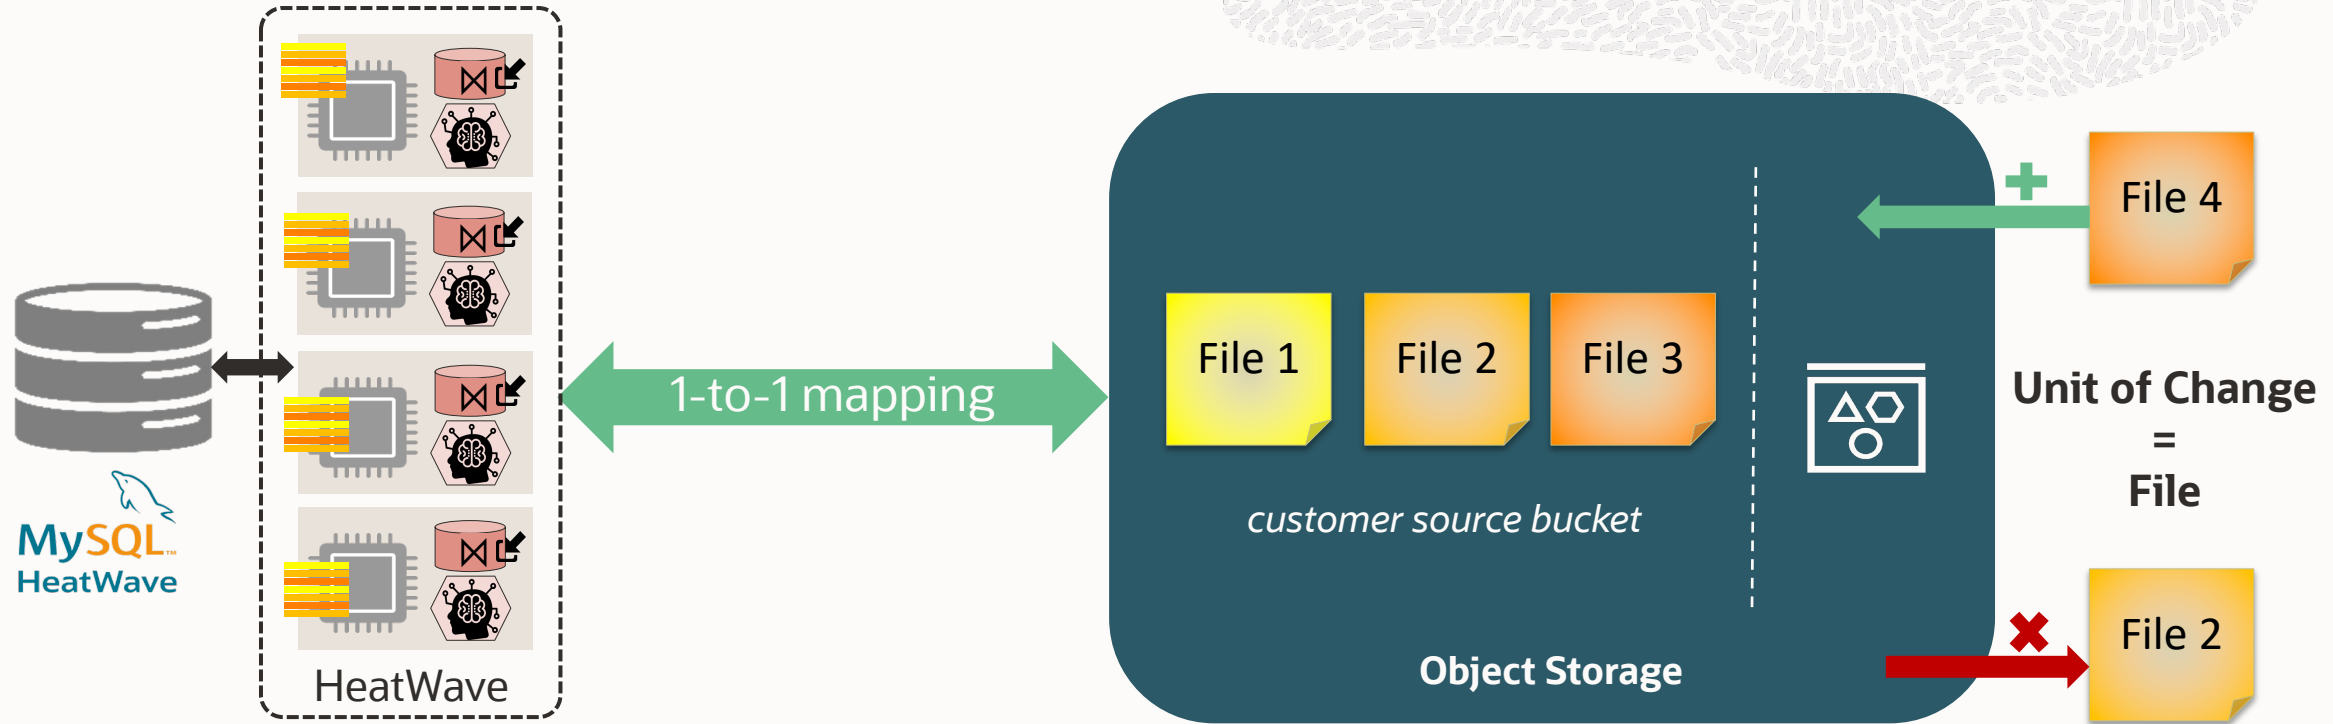 MySQL™
HeatWave
HeatWave
1-to-1 mapping
File 1
File 2
File 3
customer source bucket
Object Storage
File 4
Unit of Change
=
File
File 2